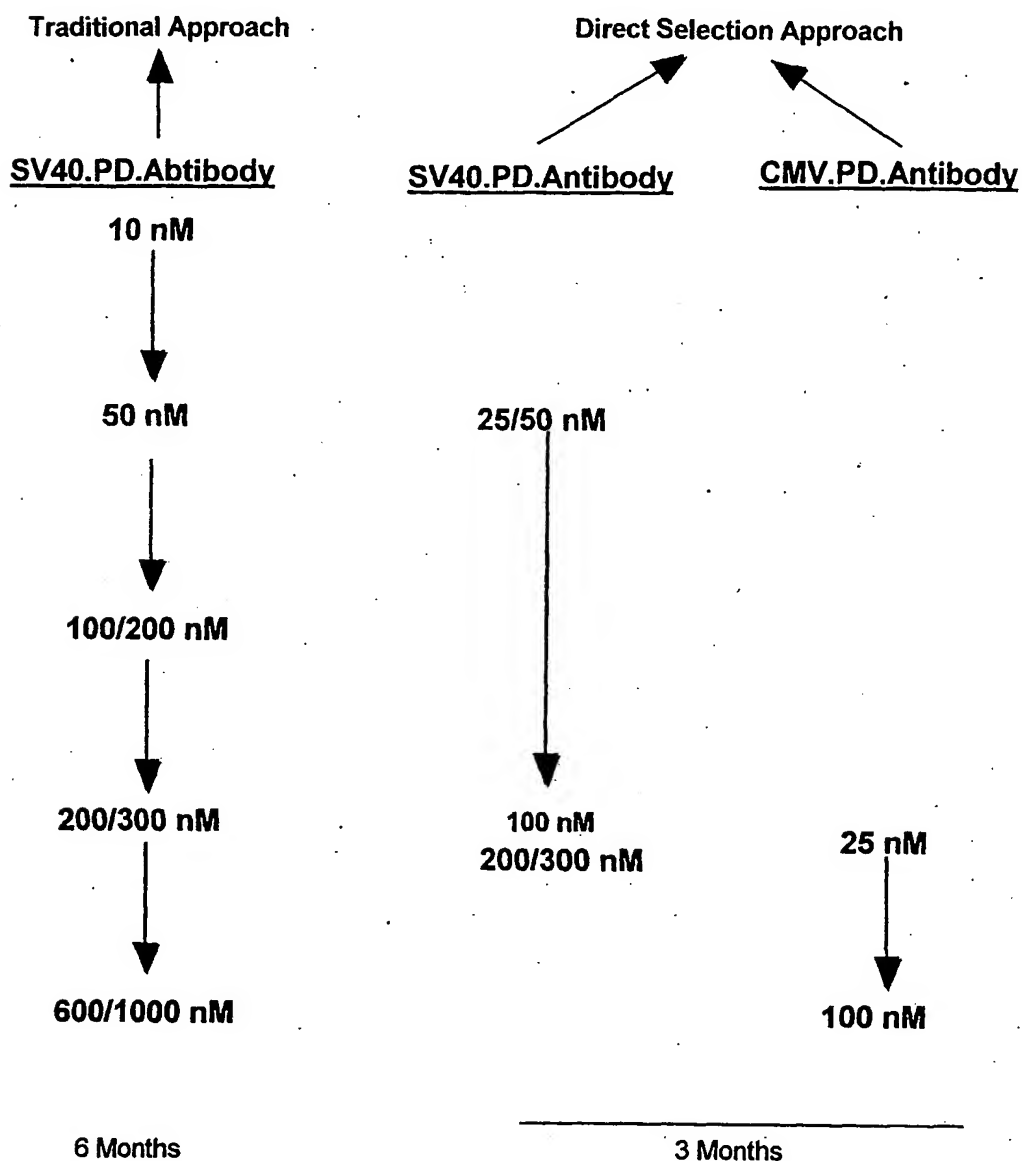 Traditional Approach
Direct Selection Approach
SV40.PD.Abtibody
SV40.PD.Antibody
CMV.PD.Antibody
10 nM
50 nM
25/50 nM
100/200 nM
200/300 nM
100 nM
200/300 nM
25 nM
600/1000 nM
100 nM
6 Months
3 Months